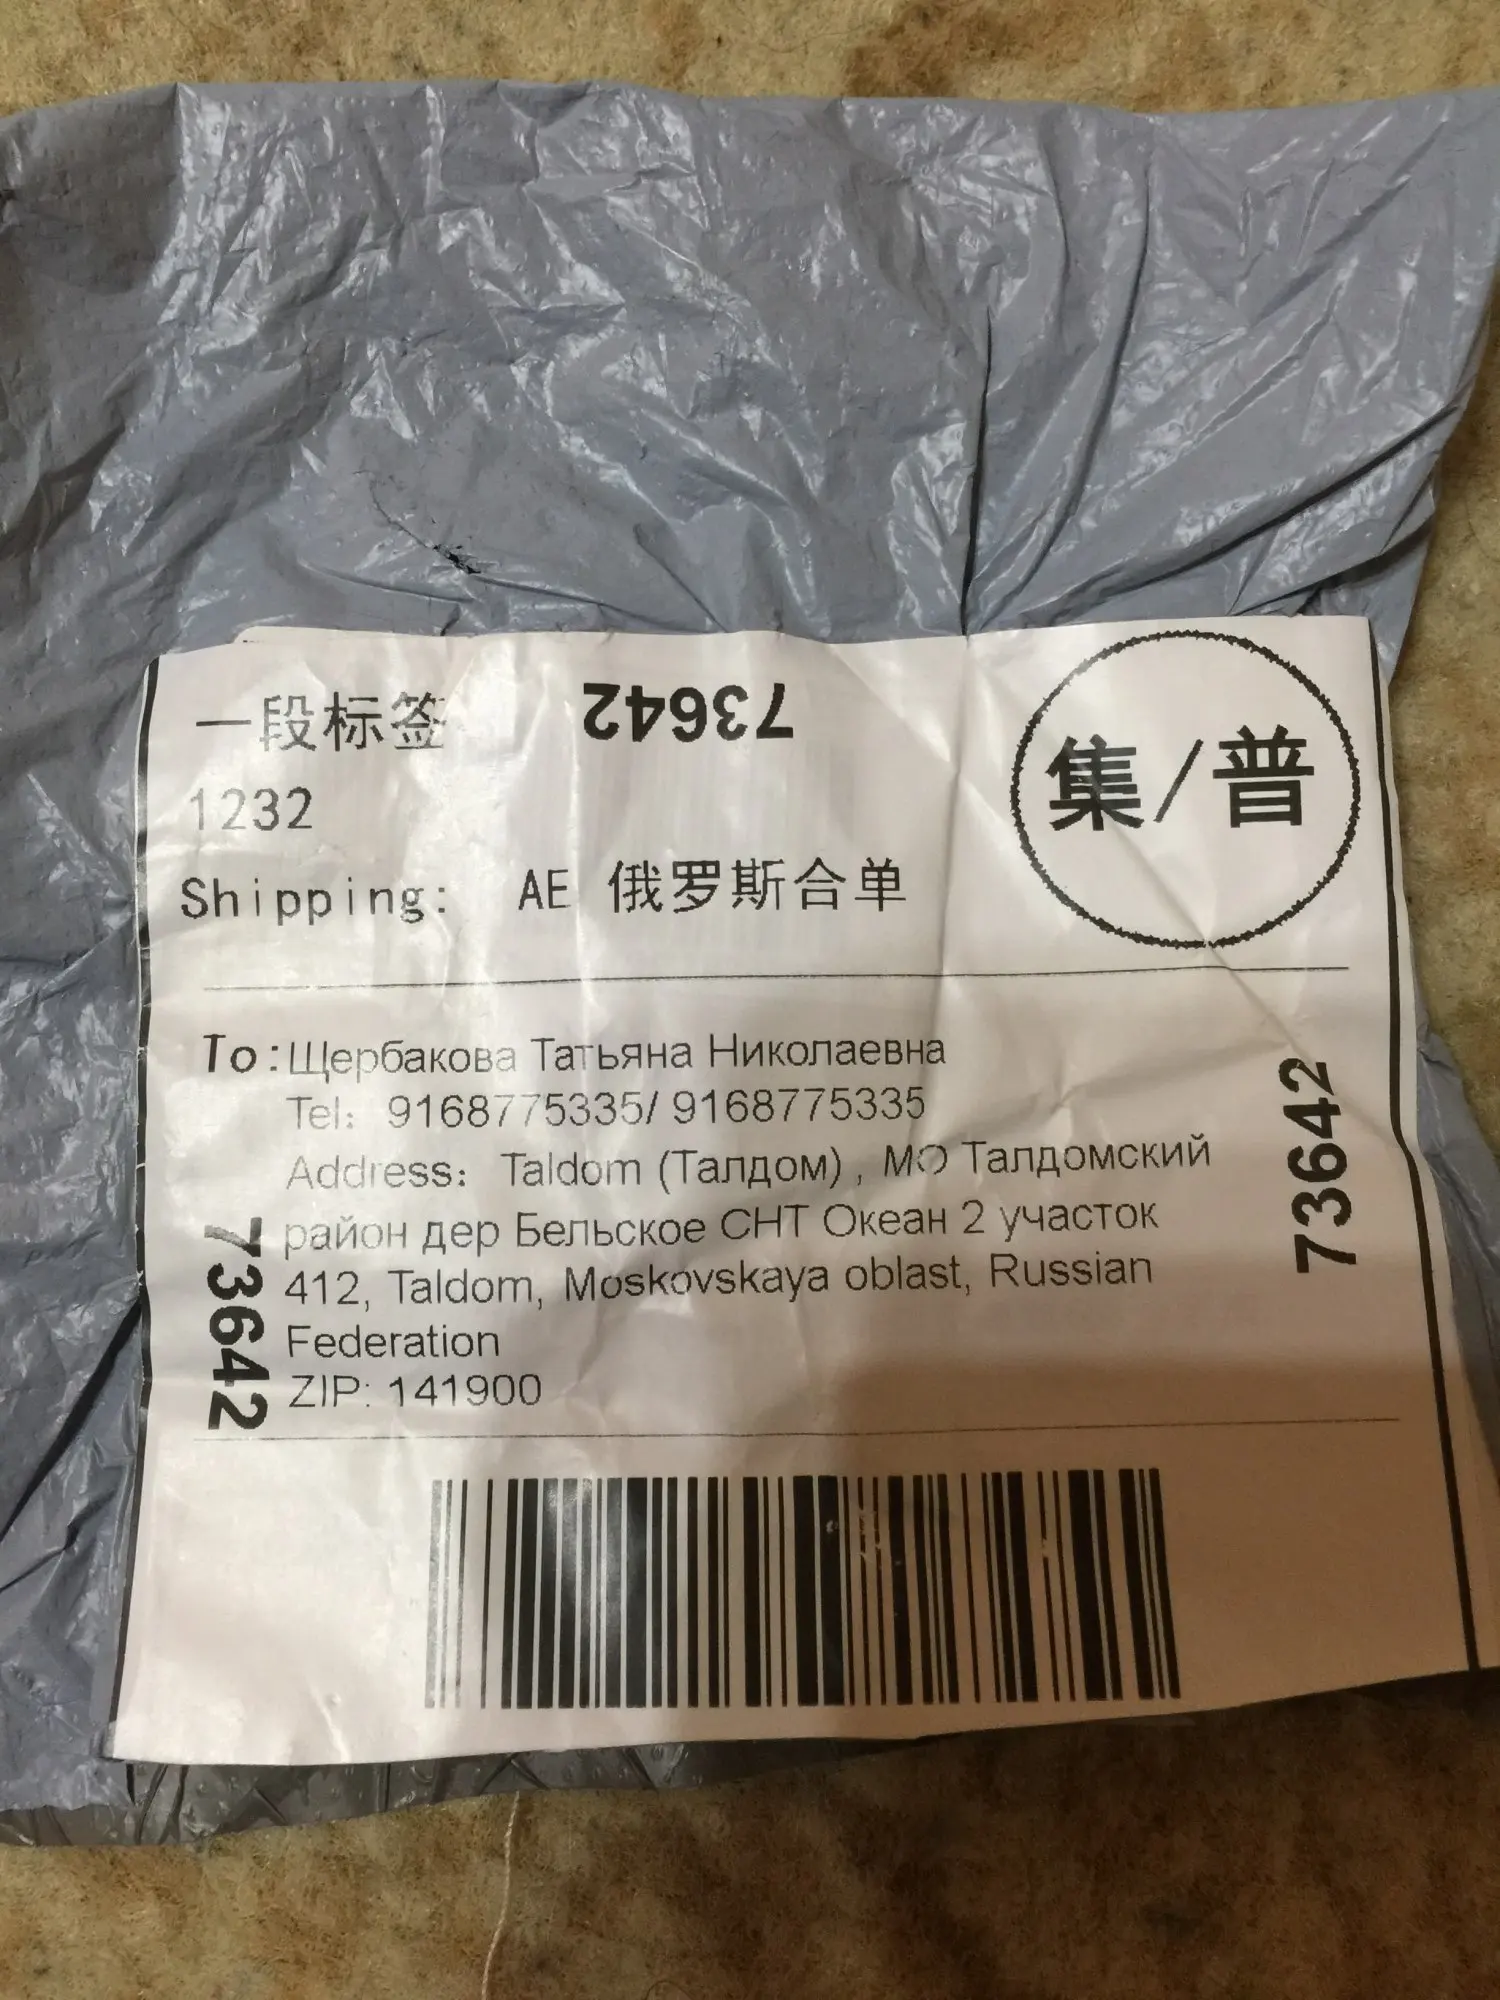 一段标签
73642
集/普
1232
Shipping: AE 俄罗斯合单
To: Щербакова Татьяна Николаевна
Tel: 9168775335/ 9168775335
Address: Taldom (Талдом) , МО Талдомский
район дер Бельское СНТ Океан 2 участок
412, Taldom, Moskovskaya oblast, Russian
Federation
ZIP: 141900
73642
73642